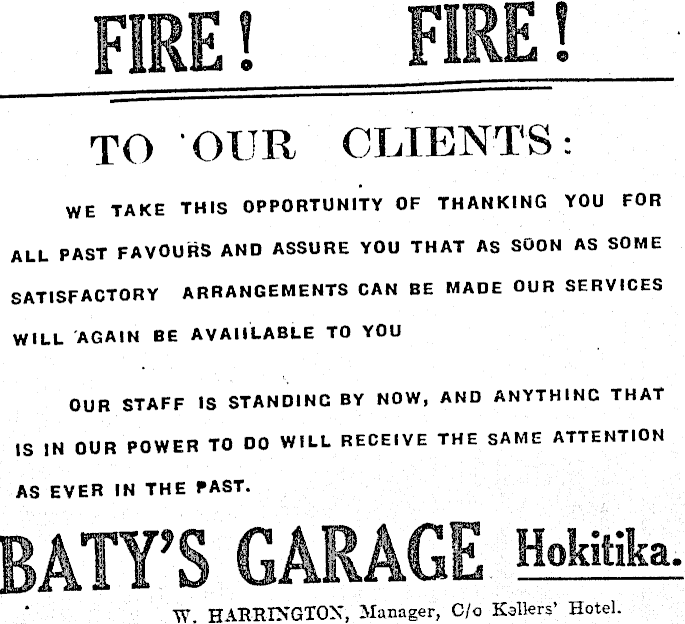 FIRE! FIRE!
TO OUR CLIENTS:
WE TAKE THIS OPPORTUNITY OF THANKING YOU FOR
ALL PAST FAVOURS AND ASSURE YOU THAT AS SOON AS SOME
SATISFACTORY ARRANGEMENTS CAN BE MADE OUR SERVICES
WILL AGAIN BE AVAIILABLE TO YOU
OUR STAFF IS STANDING BY NOW, AND ANYTHING THAT
IS IN OUR POWER TO DO WILL RECEIVE THE SAME ATTENTION
AS EVER IN THE PAST.
BATY'S GARAGE Hokitika.
W. HARRINGTON, Manager, C/o Kellers' Hotel.